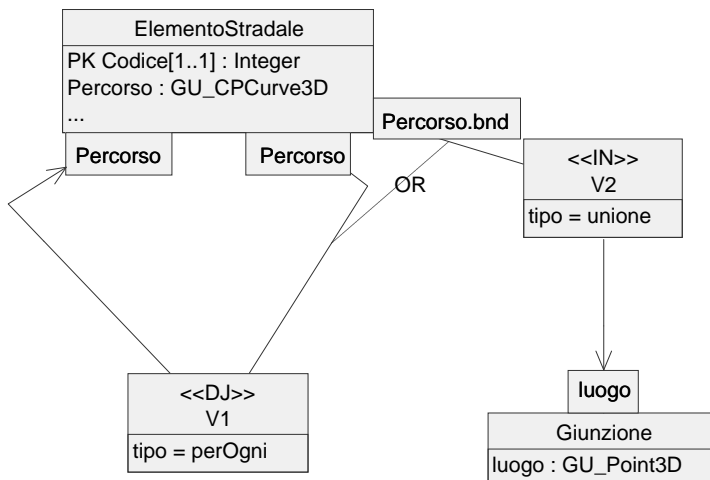 ElementoStradale
PK Codice[1..1] : Integer
Percorso : GU_CPCurve3D
...
Percorso.bnd
Percorso
Percorso
<<IN>>
V2
tipo = unione
OR
<<DJ>>
V1
tipo = perOgni
luogo
Giunzione
luogo : GU_Point3D